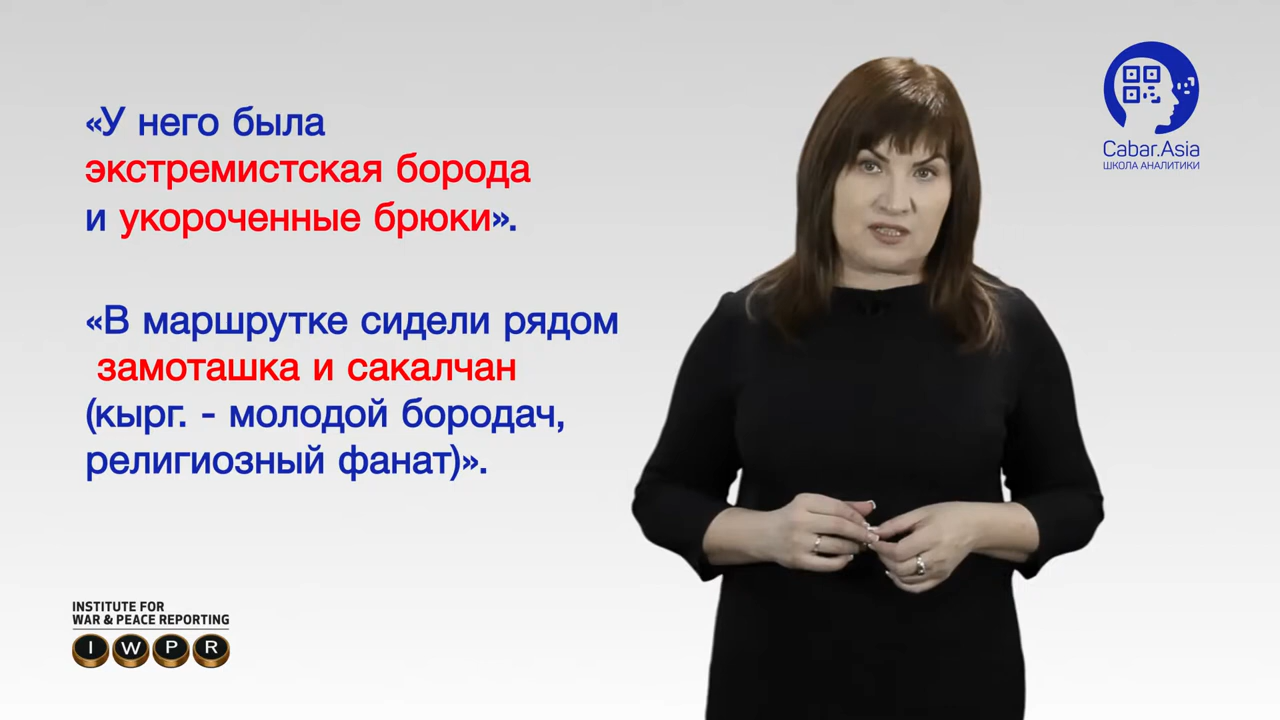 «У него была
экстремистская борода
и укороченные брюки».
«В маршрутке сидели рядом
замоташка и сакалчан
(кырг. - молодой бородач,
религиозный фанат)».
Cabar.Asia
ШКОЛА АНАЛИТИКИ
INSTITUTE FOR
WAR & PEACE REPORTING
I W P R